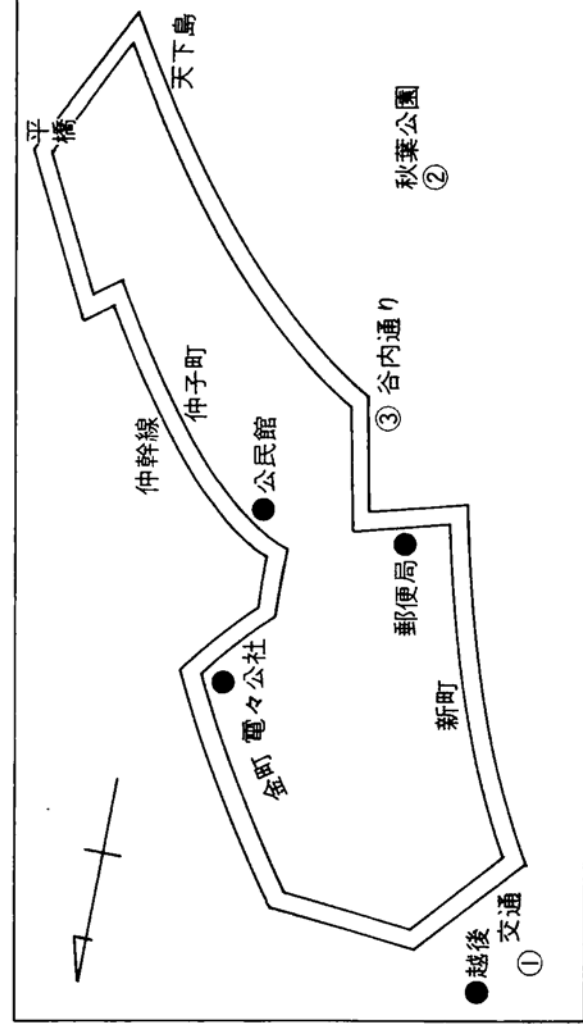 平橋
天下島
秋葉公園
②
仲幹線
仲子町
谷内通り
③
公民館
郵便局
電々公社
金町
新町
越後
交通
①